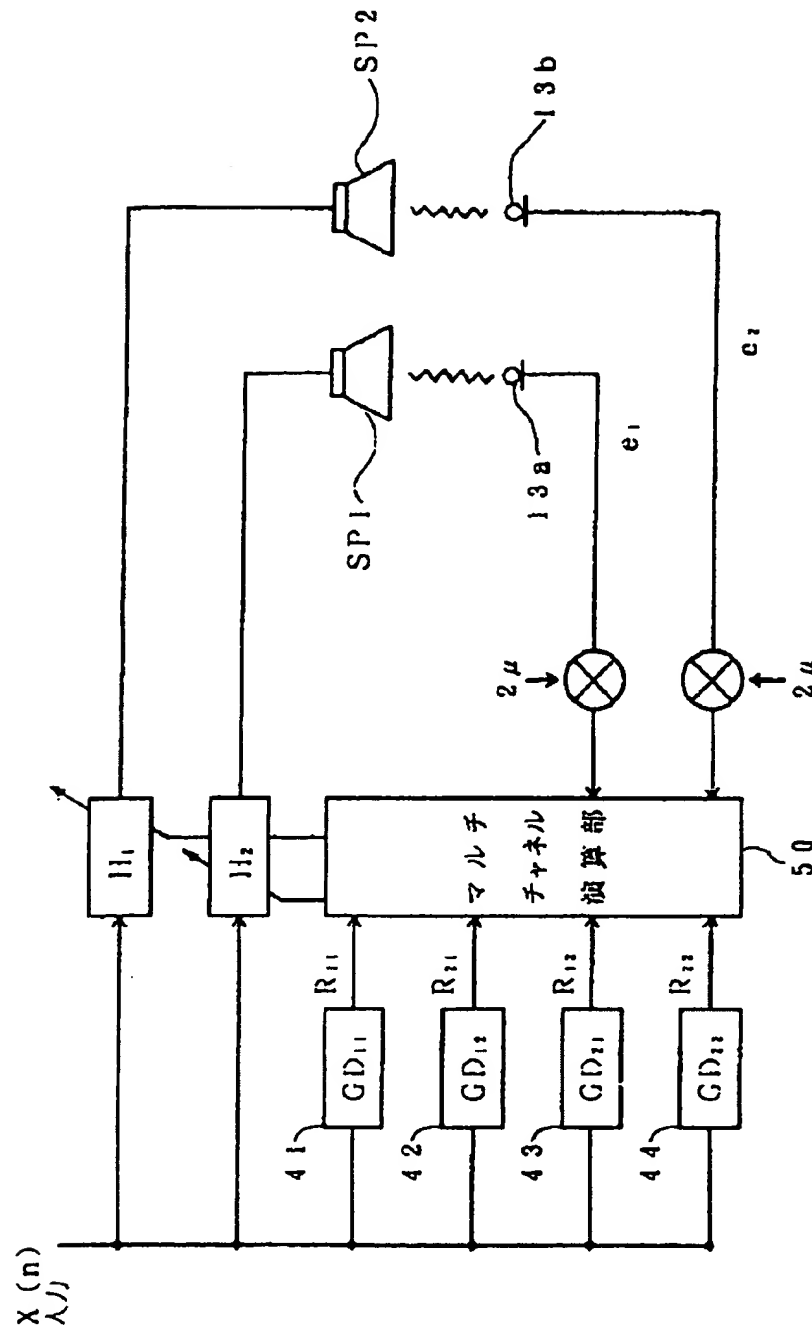 X (n)
入力
H₁
H₂
SP1
SP2
13a
13b
e₁
e₂
2μ
2μ
マルチ
チャネル
演算部
50
R₁₁
R₂₁
R₁₂
R₂₂
GD₁₁
GD₁₂
GD₂₁
GD₂₂
41
42
43
44